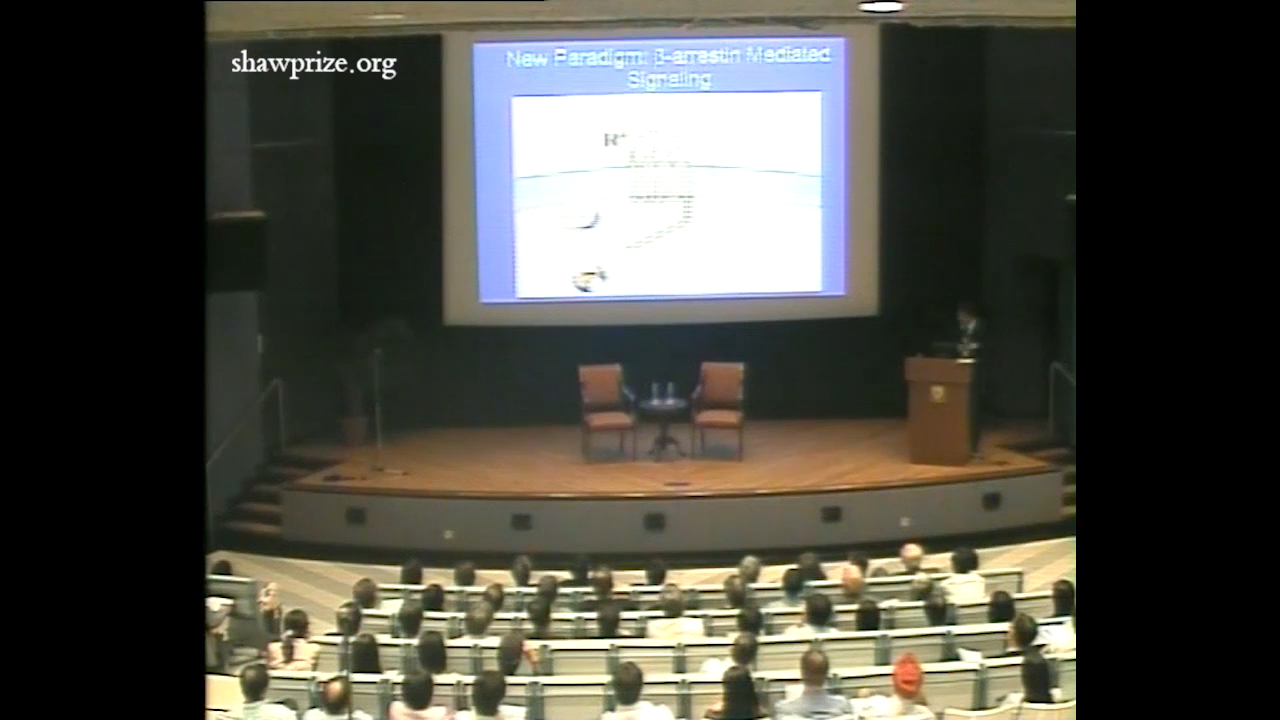 shawprize.org
New Paradigm: β-arrestin Mediated
Signaling
R*